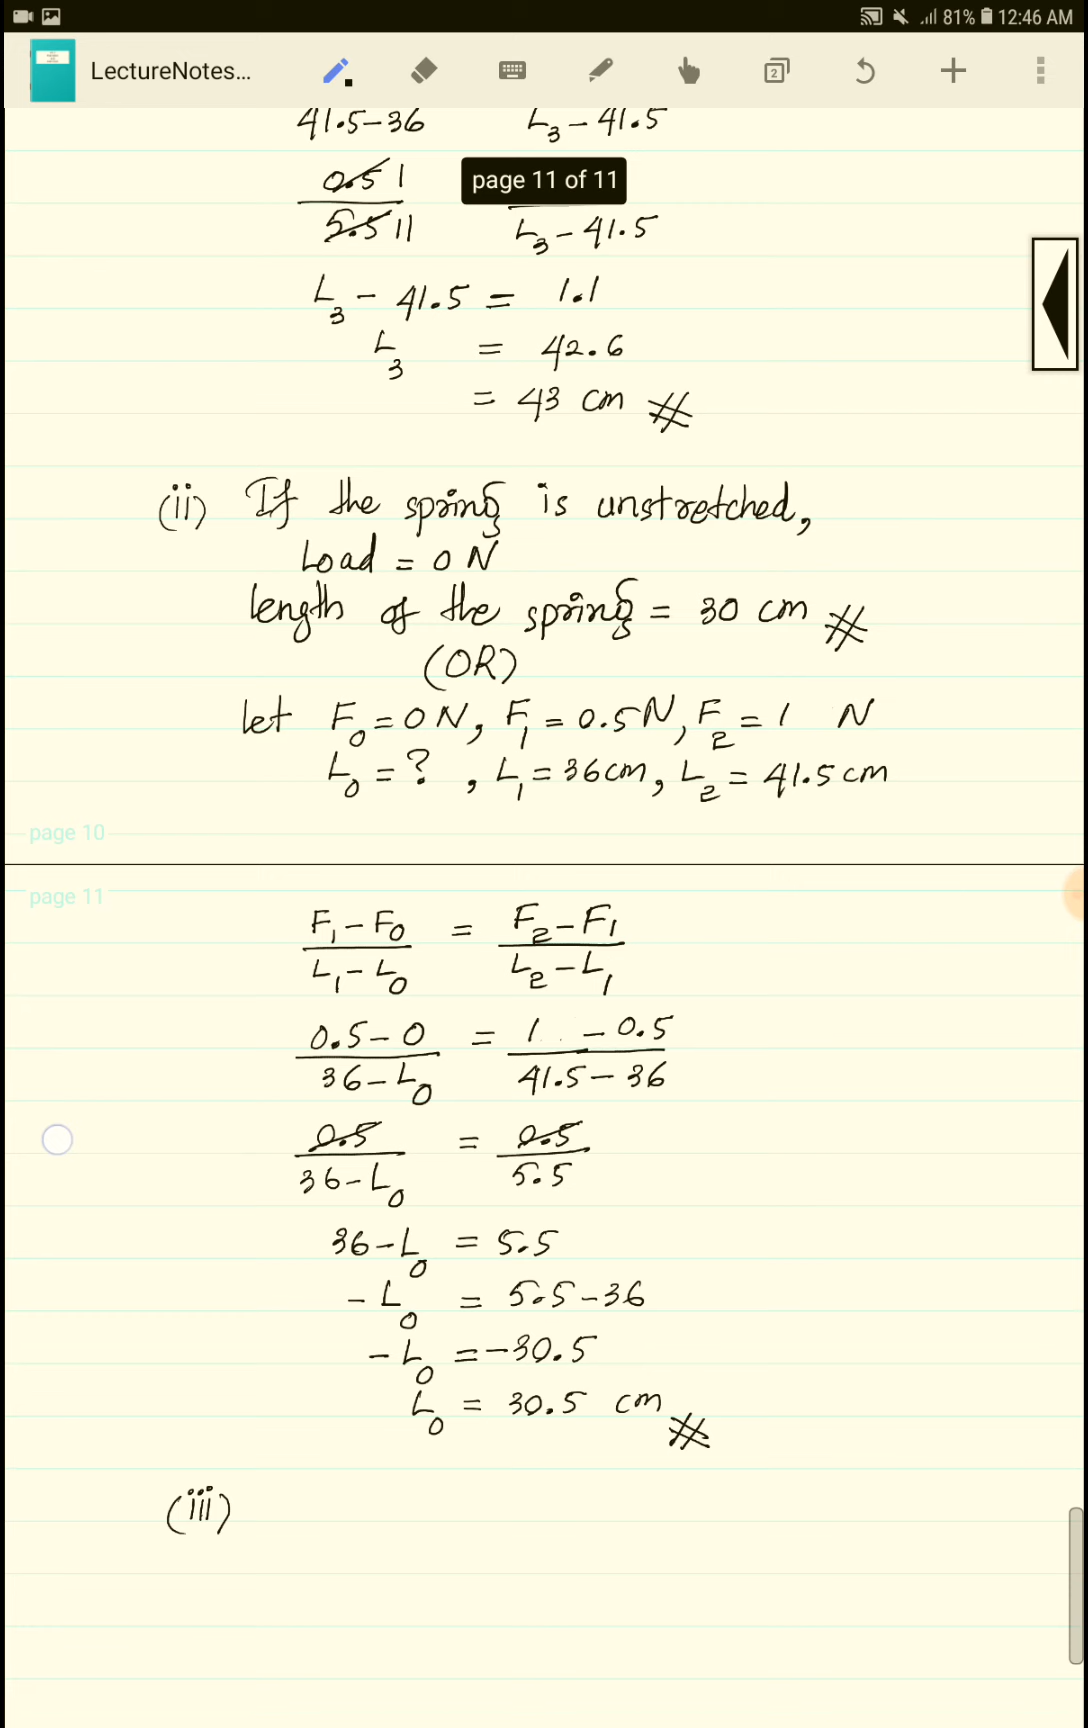 81% 12:46 AM
LectureNotes...
2
41.5-36 L3 - 41.5
0.5 1
page 11 of 11
5.5 11 L3 - 41.5
L3 - 41.5 = 1.1
L3 = 42.6
= 43 cm #
(ii) If the spring is unstretched,
Load = 0 N
length of the spring = 30 cm #
(OR)
let F0 = 0 N, F1 = 0.5 N, F2 = 1 N
L0 = ? , L1 = 36 cm, L2 = 41.5 cm
page 10
page 11
F1 - F0 = F2 - F1
L1 - L0 L2 - L1
0.5 - 0 = 1 - 0.5
36 - L0 41.5 - 36
0.5 = 0.5
36 - L0 5.5
36 - L0 = 5.5
- L0 = 5.5 - 36
- L0 = -30.5
L0 = 30.5 cm #
(iii)